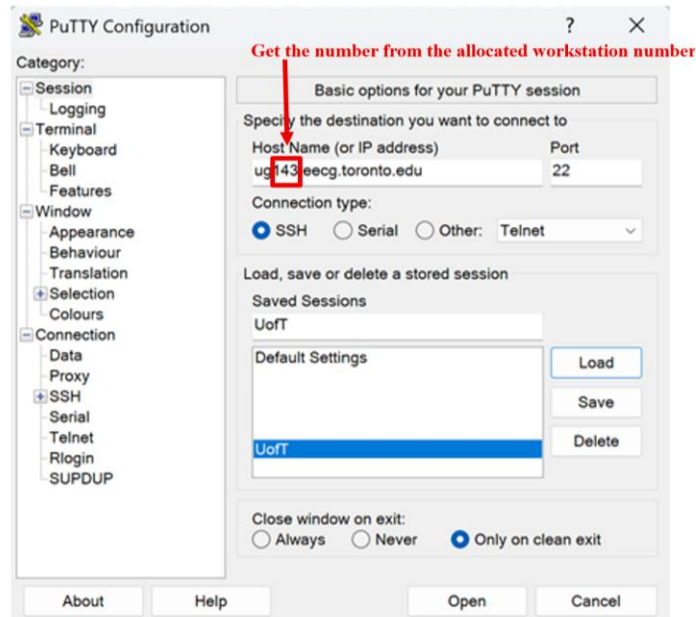 PuTTY Configuration
?
Get the number from the allocated workstation number
Category:
Session
Logging
Terminal
Keyboard
Bell
Features
Window
Appearance
Behaviour
Translation
Selection
Colours
Connection
Data
Proxy
SSH
Serial
Telnet
Rlogin
SUPDUP
Basic options for your PuTTY session
Specify the destination you want to connect to
Host Name (or IP address)
Port
ug143.eecg.toronto.edu
22
Connection type:
SSH Serial Other: Telnet
Load, save or delete a stored session
Saved Sessions
UofT
Default Settings
UofT
Load
Save
Delete
Close window on exit:
Always Never Only on clean exit
About Help Open Cancel